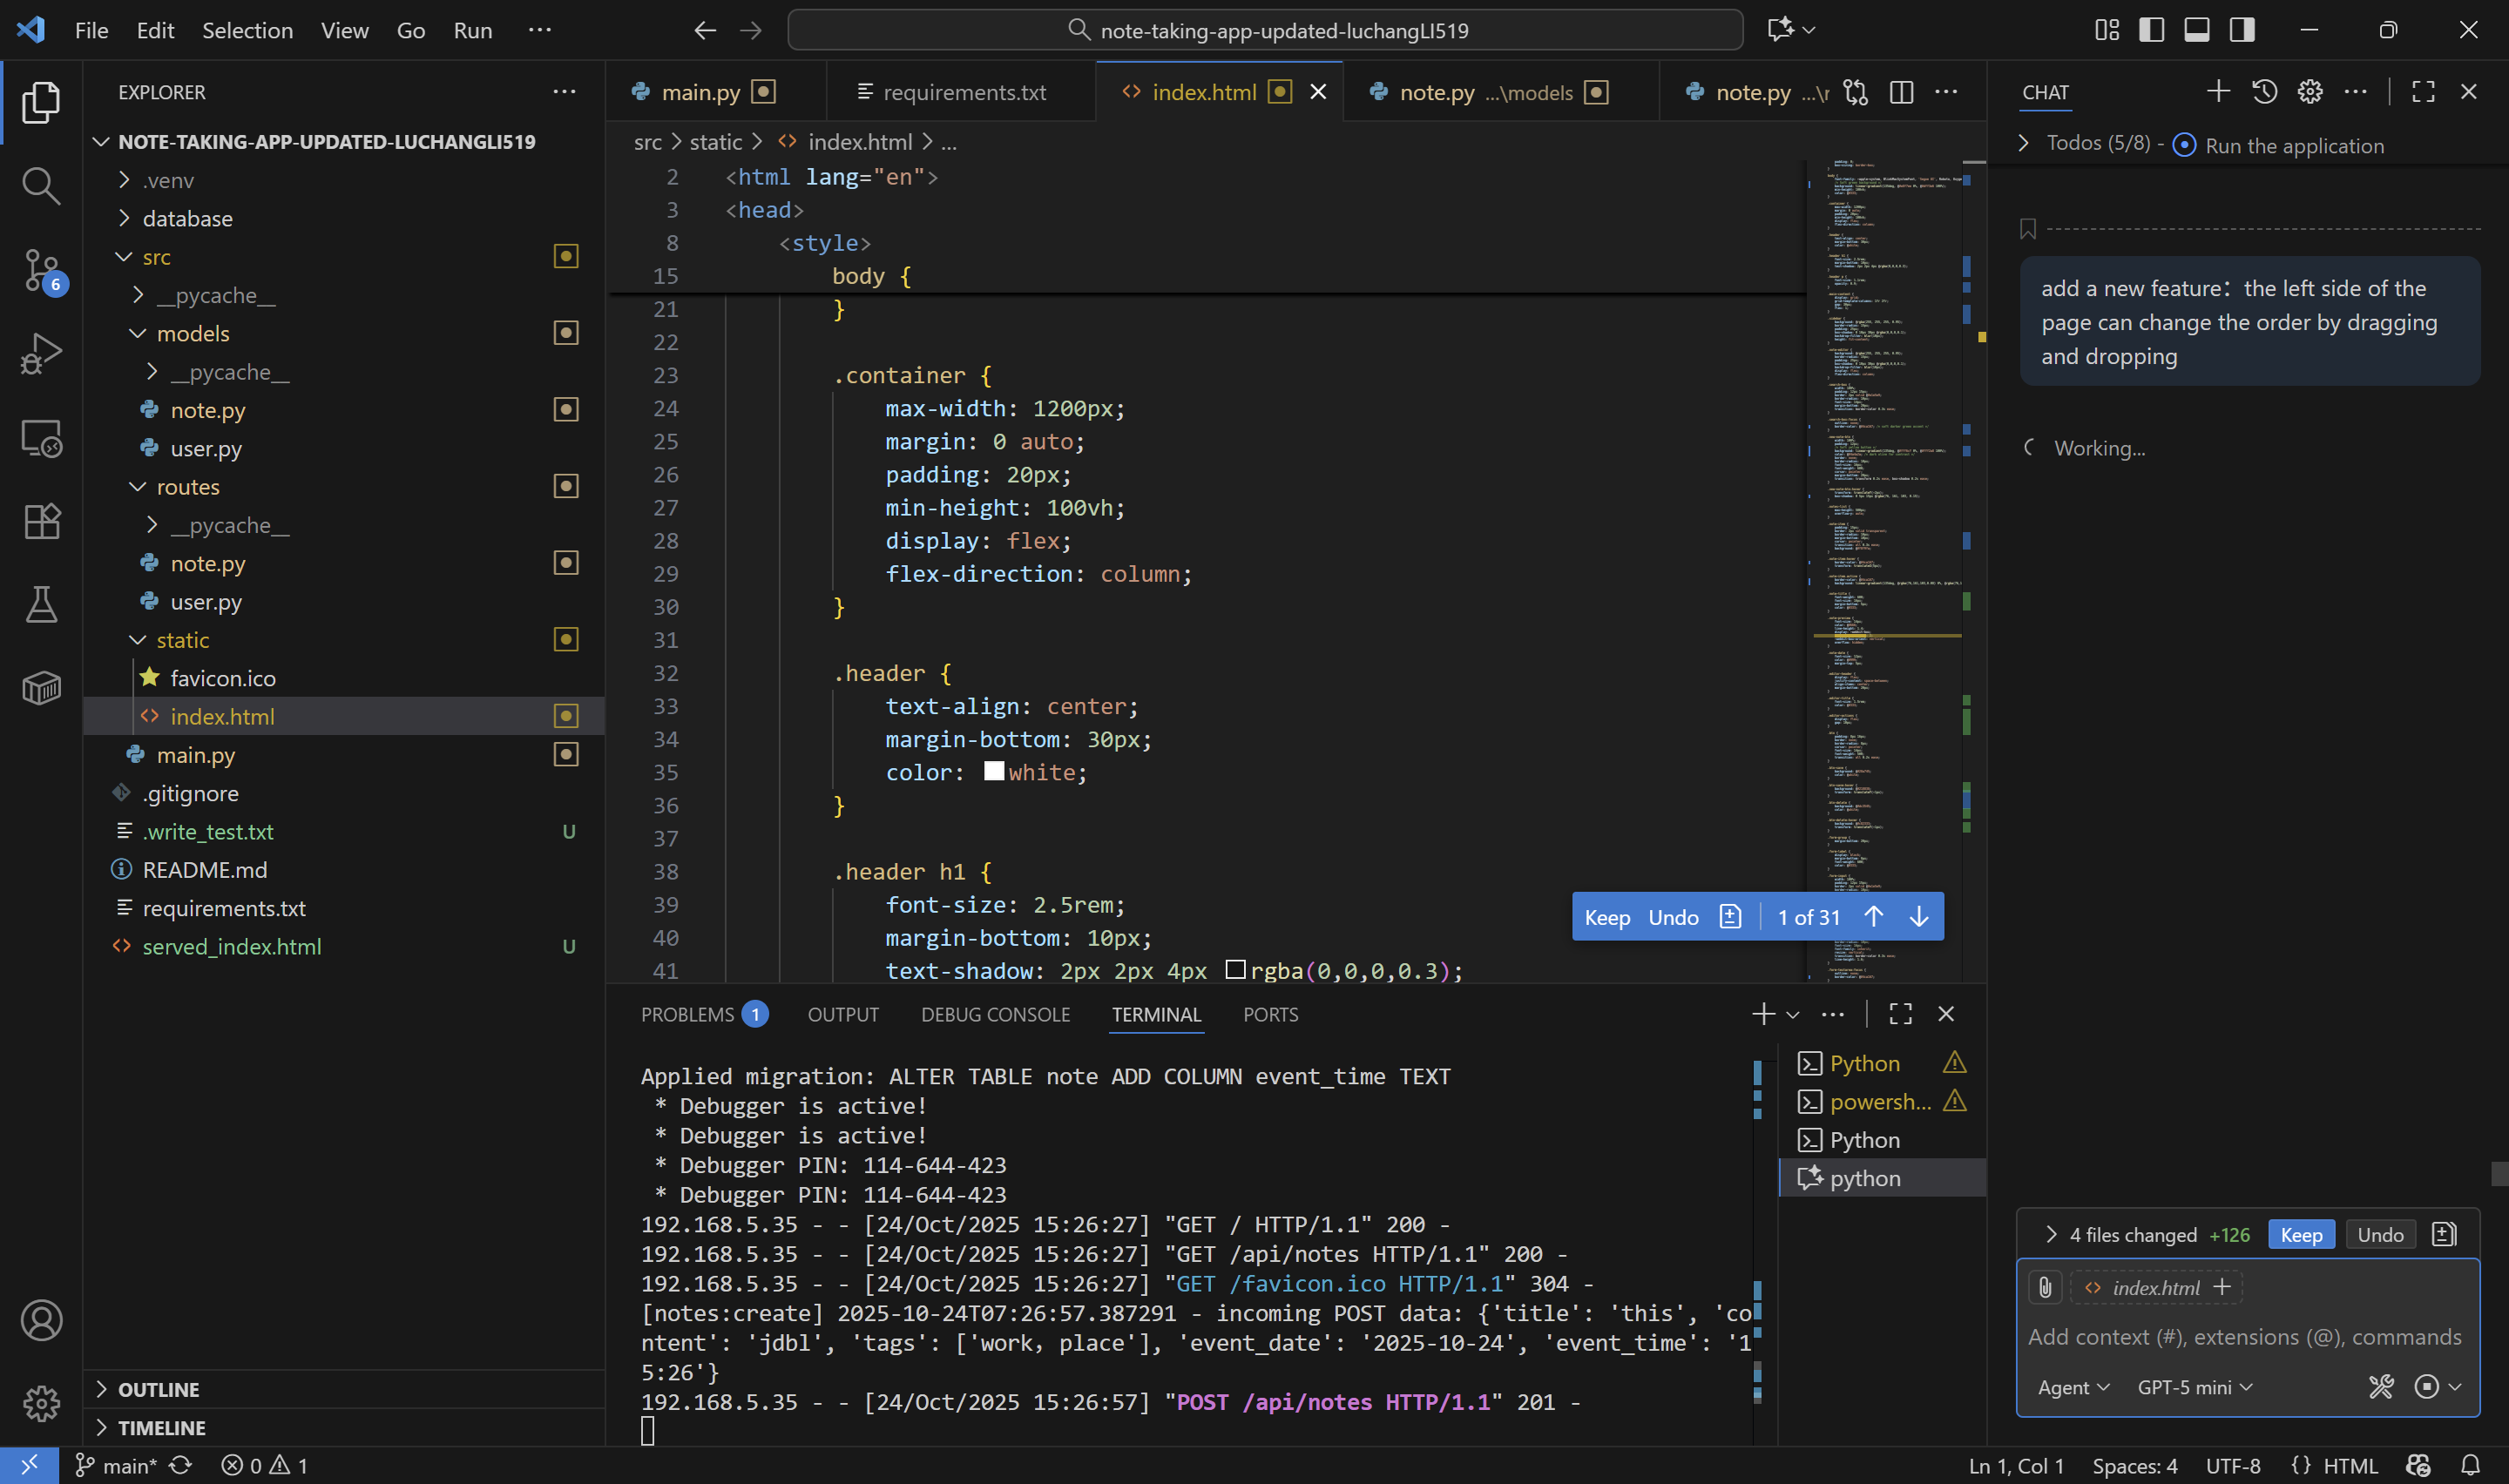 File Edit Selection View Go Run ...
note-taking-app-updated-luchangLI519
EXPLORER
NOTE-TAKING-APP-UPDATED-LUCHANGLI519
.venv
database
src
__pycache__
models
__pycache__
note.py
user.py
routes
__pycache__
note.py
user.py
static
favicon.ico
index.html
main.py
.gitignore
.write_test.txt U
README.md
requirements.txt
served_index.html U
OUTLINE
TIMELINE
6
main.py requirements.txt index.html note.py ...\models note.py ...\r
src > static > index.html > ...
2 <html lang="en">
3 <head>
8 <style>
15 body {
21 }
22
23 .container {
24 max-width: 1200px;
25 margin: 0 auto;
26 padding: 20px;
27 min-height: 100vh;
28 display: flex;
29 flex-direction: column;
30 }
31
32 .header {
33 text-align: center;
34 margin-bottom: 30px;
35 color: white;
36 }
37
38 .header h1 {
39 font-size: 2.5rem;
40 margin-bottom: 10px;
41 text-shadow: 2px 2px 4px rgba(0,0,0,0.3);
Keep Undo 1 of 31
PROBLEMS 1 OUTPUT DEBUG CONSOLE TERMINAL PORTS
Applied migration: ALTER TABLE note ADD COLUMN event_time TEXT
* Debugger is active!
* Debugger is active!
* Debugger PIN: 114-644-423
* Debugger PIN: 114-644-423
192.168.5.35 - - [24/Oct/2025 15:26:27] "GET / HTTP/1.1" 200 -
192.168.5.35 - - [24/Oct/2025 15:26:27] "GET /api/notes HTTP/1.1" 200 -
192.168.5.35 - - [24/Oct/2025 15:26:27] "GET /favicon.ico HTTP/1.1" 304 -
[notes:create] 2025-10-24T07:26:57.387291 - incoming POST data: {'title': 'this', 'co
ntent': 'jdbl', 'tags': ['work，place'], 'event_date': '2025-10-24', 'event_time': '1
5:26'}
192.168.5.35 - - [24/Oct/2025 15:26:57] "POST /api/notes HTTP/1.1" 201 -
Python
powersh...
Python
python
CHAT
Todos (5/8) - Run the application
add a new feature： the left side of the
page can change the order by dragging
and dropping
Working...
4 files changed +126 Keep Undo
index.html
Add context (#), extensions (@), commands
Agent GPT-5 mini
main* 0 1
Ln 1, Col 1 Spaces: 4 UTF-8 {} HTML